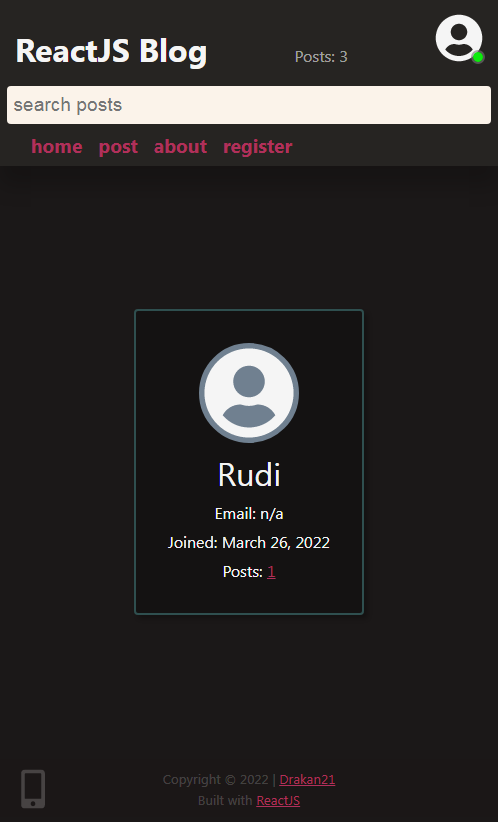 ReactJS Blog
Posts: 3
search posts
home post about register
Rudi
Email: n/a
Joined: March 26, 2022
Posts: 1
Copyright © 2022 | Drakan21
Built with ReactJS